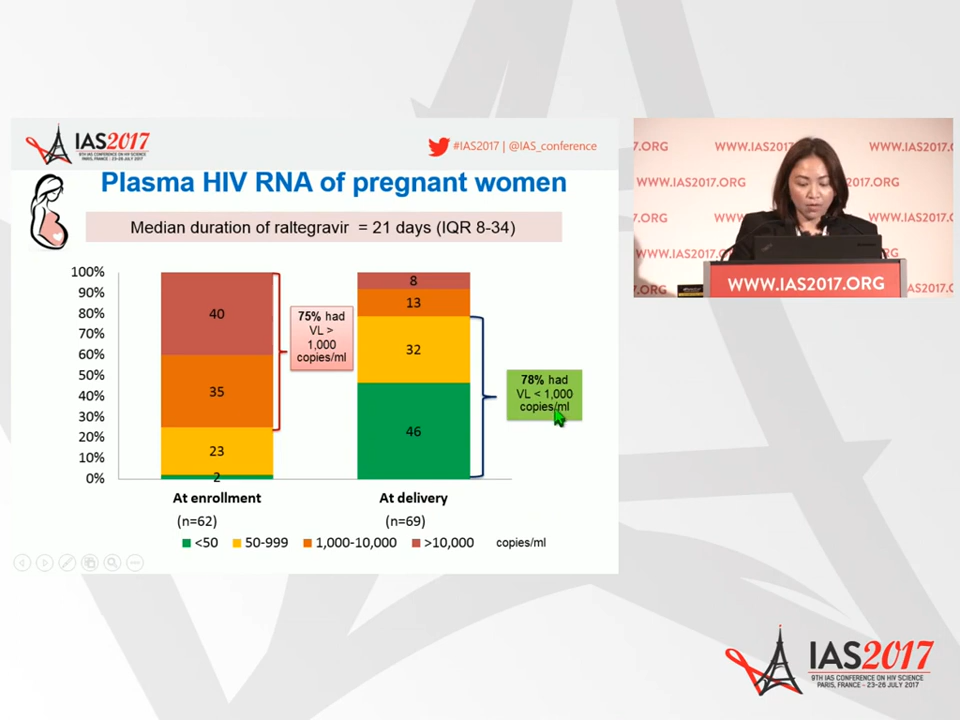 IAS2017
9TH IAS CONFERENCE ON HIV SCIENCE
PARIS, FRANCE - 23-26 JULY 2017
#IAS2017 | @IAS_conference
Plasma HIV RNA of pregnant women
Median duration of raltegravir = 21 days (IQR 8-34)
100%
90%
80%
70%
60%
50%
40%
30%
20%
10%
0%
40
35
23
2
75% had
VL >
1,000
copies/ml
8
13
32
46
78% had
VL < 1,000
copies/ml
At enrollment
At delivery
(n=62)
(n=69)
<50
50-999
1,000-10,000
>10,000
copies/ml
7.ORG
WWW.IAS2017.
WWW.IAS
WWW.IAS2017.ORG
7.ORG
RG
WWW.IAS2017.O
WWW.IAS2017.
WWW.IAS2017.ORG
IAS2017
9TH IAS CONFERENCE ON HIV SCIENCE
PARIS, FRANCE - 23-26 JULY 2017